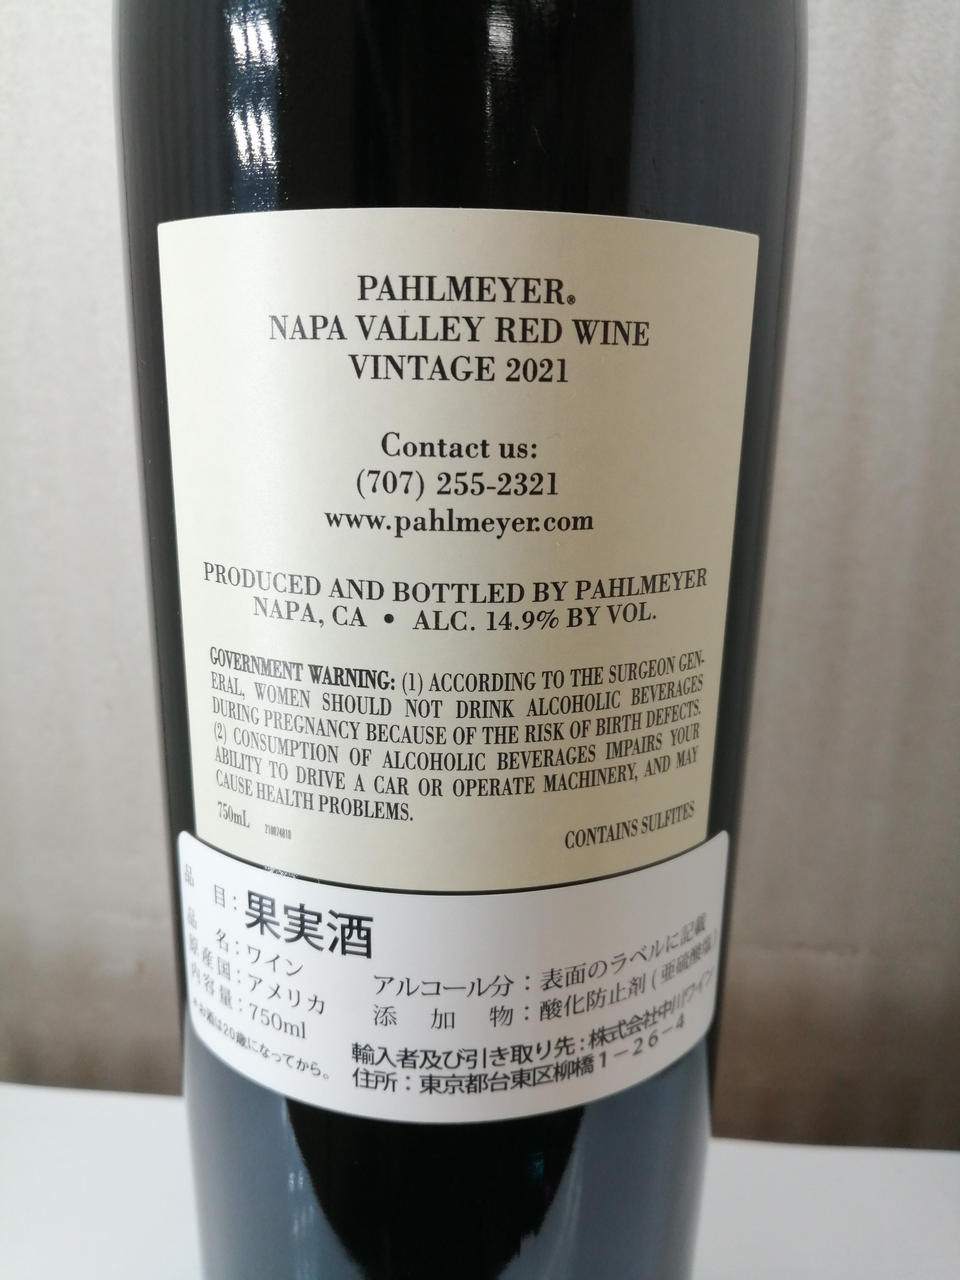 PAHLMEYER®
NAPA VALLEY RED WINE
VINTAGE 2021
Contact us:
(707) 255-2321
www.pahlmeyer.com
PRODUCED AND BOTTLED BY PAHLMEYER
NAPA, CA • ALC. 14.9% BY VOL.
GOVERNMENT WARNING: (1) ACCORDING TO THE SURGEON GEN-
ERAL, WOMEN SHOULD NOT DRINK ALCOHOLIC BEVERAGES
DURING PREGNANCY BECAUSE OF THE RISK OF BIRTH DEFECTS.
(2) CONSUMPTION OF ALCOHOLIC BEVERAGES IMPAIRS YOUR
ABILITY TO DRIVE A CAR OR OPERATE MACHINERY, AND MAY
CAUSE HEALTH PROBLEMS.
750mL
CONTAINS SULFITES
品 目：果実酒
品 名：ワイン
原産国：アメリカ
内容量：750ml
*お酒は20歳になってから。
アルコール分：表面のラベルに記載
添 加 物：酸化防止剤(亜硫酸塩)
輸入者及び引き取り先：株式会社中川ワイン
住所：東京都台東区柳橋1－26－4